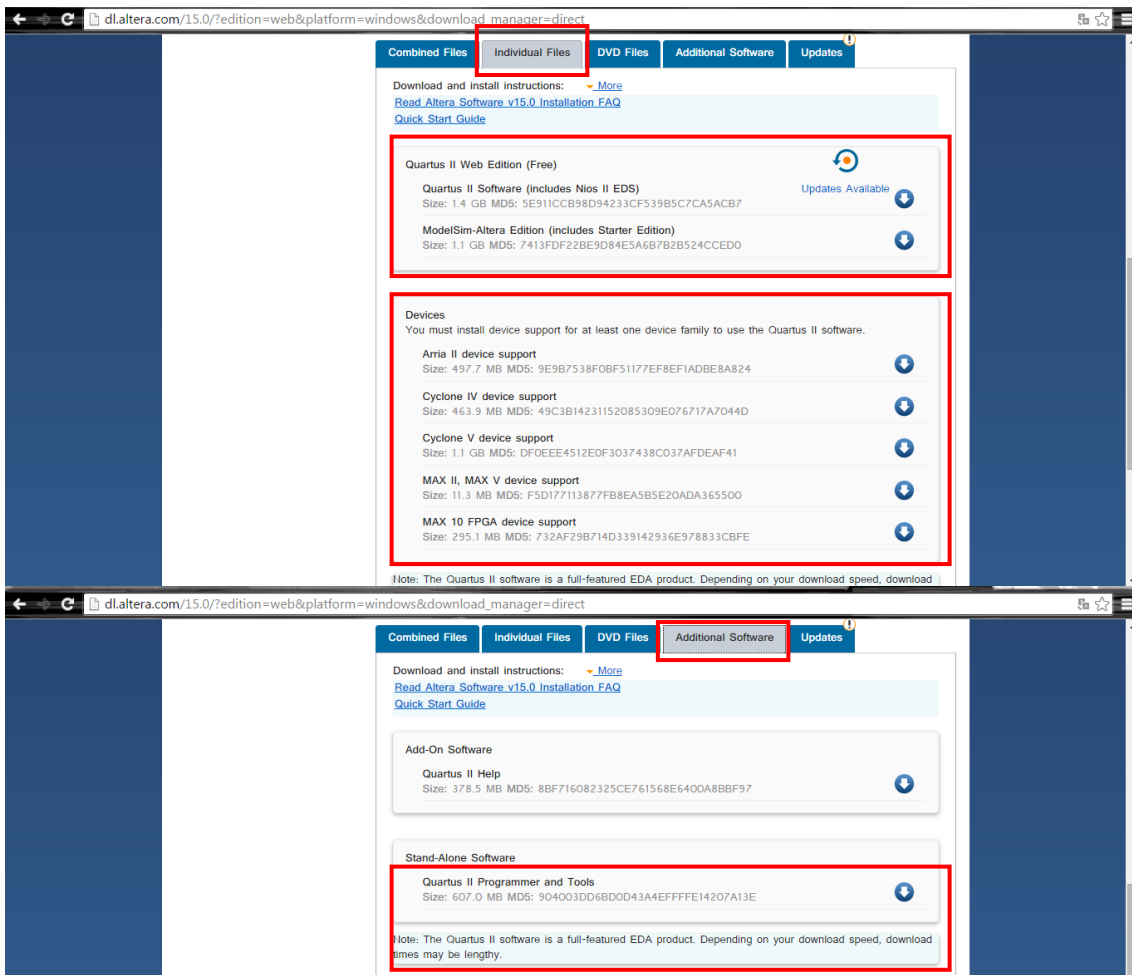 dl.altera.com/15.0/?edition=web&platform=windows&download_manager=direct
Combined Files Individual Files DVD Files Additional Software Updates
Download and install instructions: More
Read Altera Software v15.0 Installation FAQ
Quick Start Guide
Quartus II Web Edition (Free)
Quartus II Software (includes Nios II EDS) Updates Available
Size: 1.4 GB MD5: 5E911CCB98D94233CF539B5C7CA5ACB7
ModelSim-Altera Edition (includes Starter Edition)
Size: 1.1 GB MD5: 7413FDF22BE9D84E5A6B7B2B524CCED0
Devices
You must install device support for at least one device family to use the Quartus II software.
Arria II device support
Size: 497.7 MB MD5: 9E9B7538F0BF51177EF8EF1ADBE8A824
Cyclone IV device support
Size: 463.9 MB MD5: 49C3B14231152085309E076717A7044D
Cyclone V device support
Size: 1.1 GB MD5: DF0EEE4512E0F3037438C037AFDEAF41
MAX II, MAX V device support
Size: 11.3 MB MD5: F5D177113877FB8EA5B5E20ADA365500
MAX 10 FPGA device support
Size: 295.1 MB MD5: 732AF29B714D339142936E978833CBFE
Note: The Quartus II software is a full-featured EDA product. Depending on your download speed, download
dl.altera.com/15.0/?edition=web&platform=windows&download_manager=direct
Combined Files Individual Files DVD Files Additional Software Updates
Download and install instructions: More
Read Altera Software v15.0 Installation FAQ
Quick Start Guide
Add-On Software
Quartus II Help
Size: 378.5 MB MD5: 8BF716082325CE761568E6400A8BBF97
Stand-Alone Software
Quartus II Programmer and Tools
Size: 607.0 MB MD5: 904003DD6BD0D43A4EFFFFE14207A13E
Note: The Quartus II software is a full-featured EDA product. Depending on your download speed, download
times may be lengthy.